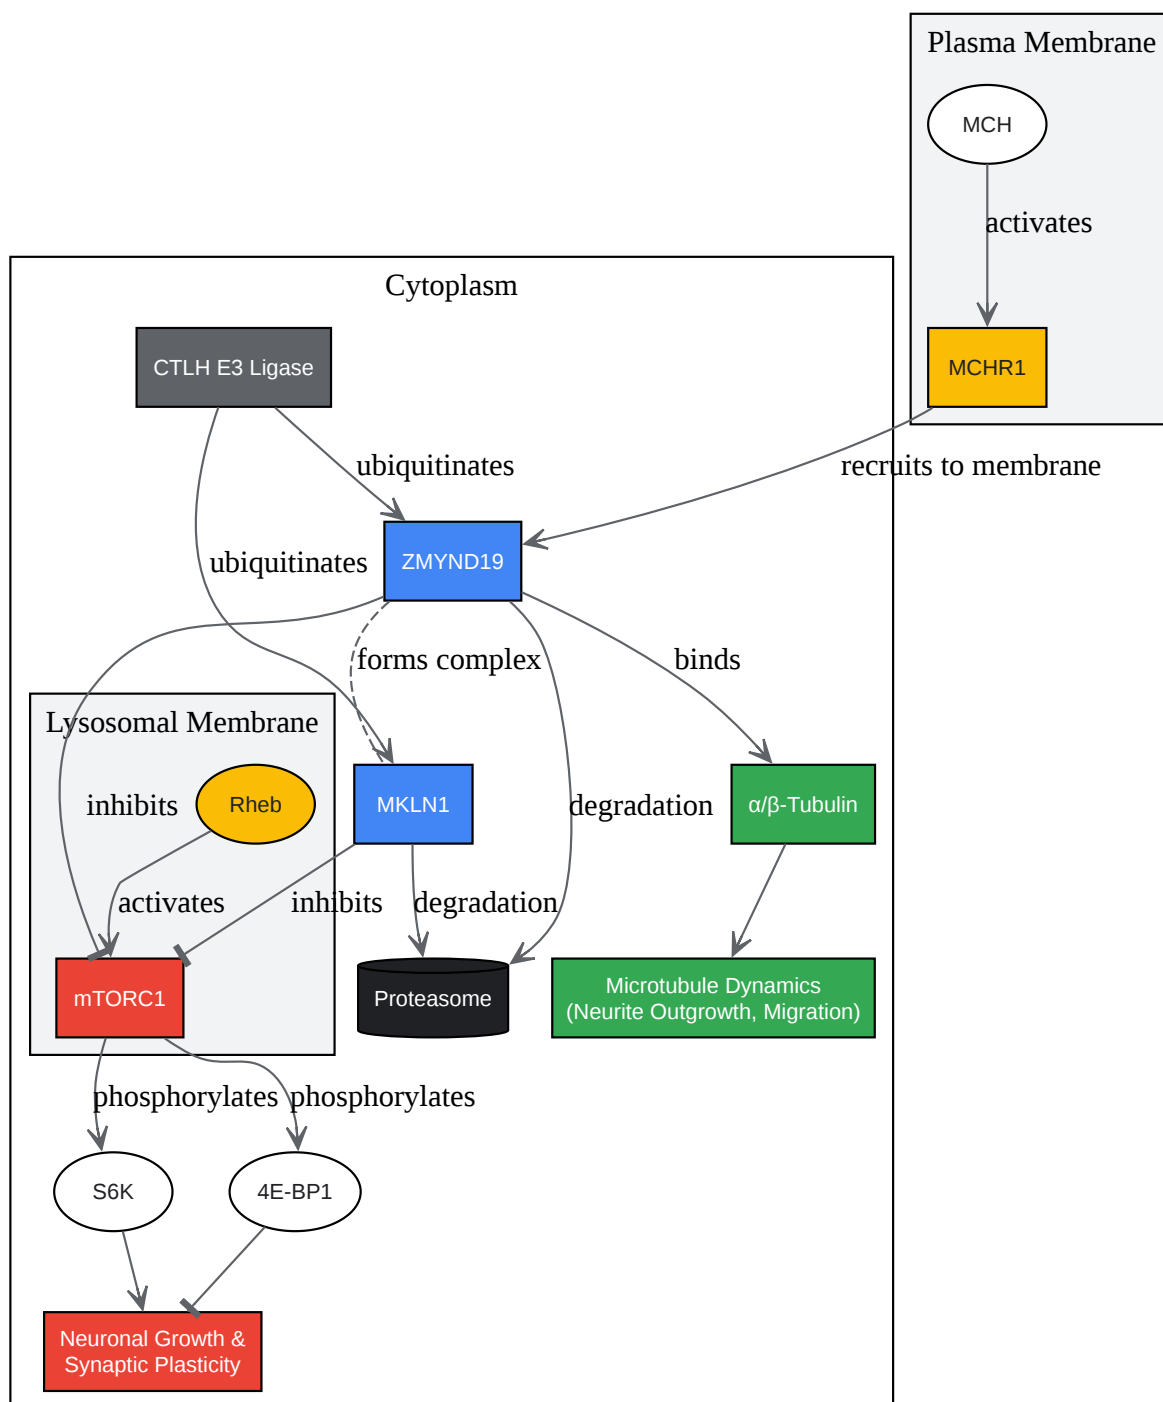 Plasma Membrane
MCH
activates
Cytoplasm
CTLH E3 Ligase
MCHR1
ubiquitinates
recruits to membrane
ubiquitinates
ZMYND19
forms complex
binds
Lysosomal Membrane
inhibits
Rheb
MKLN1
degradation
α/β-Tubulin
activates
inhibits
degradation
mTORC1
Proteasome
Microtubule Dynamics
(Neurite Outgrowth, Migration)
phosphorylates
phosphorylates
S6K
4E-BP1
Neuronal Growth &
Synaptic Plasticity